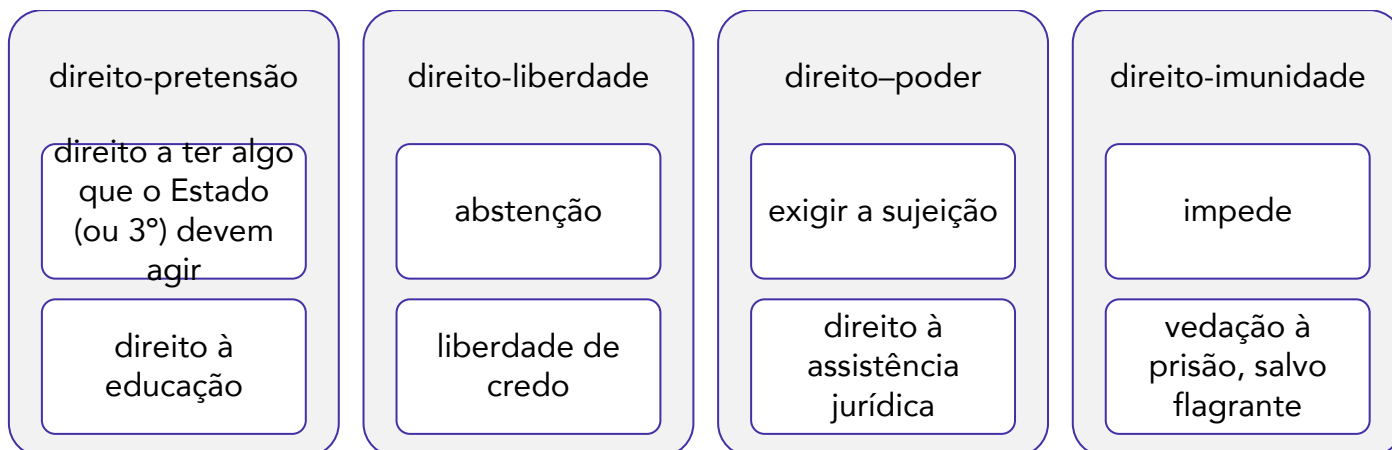 direito-pretensão
direito a ter algo
que o Estado
(ou 3º) devem
agir
direito à
educação
direito-liberdade
abstenção
liberdade de
credo
direito–poder
exigir a sujeição
direito à
assistência
jurídica
direito-imunidade
impede
vedação à
prisão, salvo
flagrante